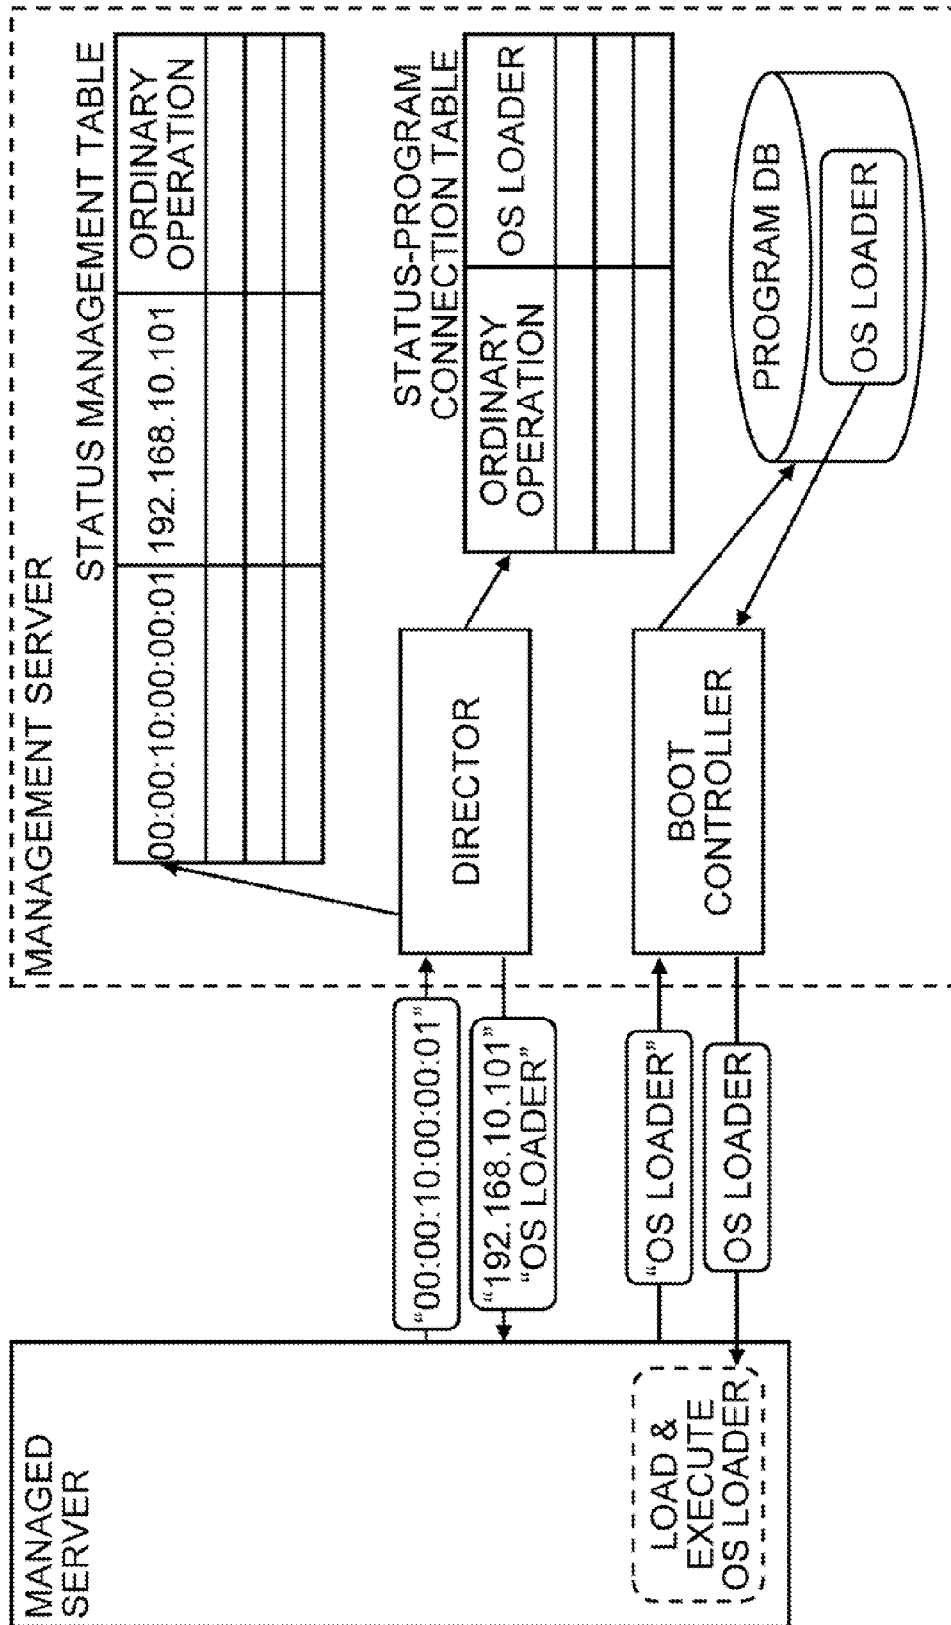 MANAGED
SERVER
LOAD &
EXECUTE
OS LOADER
"00:00:10:00:00:01"
"192.168.10.101"
"OS LOADER"
"OS LOADER"
OS LOADER
MANAGEMENT SERVER
STATUS MANAGEMENT TABLE
00:00:10:00:00:01
192.168.10.101
ORDINARY
OPERATION
DIRECTOR
STATUS-PROGRAM
CONNECTION TABLE
ORDINARY
OPERATION
OS LOADER
BOOT
CONTROLLER
PROGRAM DB
OS LOADER